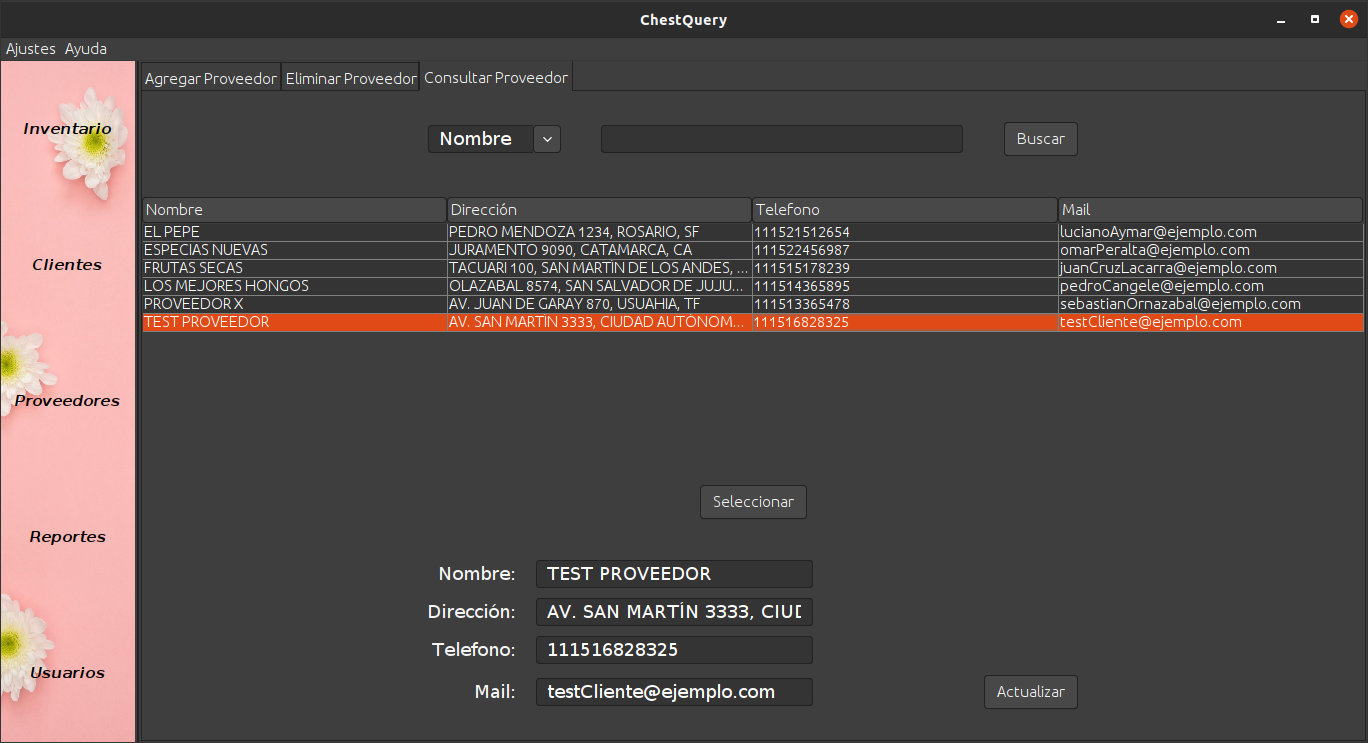 ChestQuery
Ajustes Ayuda
Inventario
Clientes
Proveedores
Reportes
Usuarios
Agregar Proveedor Eliminar Proveedor Consultar Proveedor
Nombre Buscar
Nombre Dirección Telefono Mail
EL PEPE PEDRO MENDOZA 1234, ROSARIO, SF 111521512654 lucianoAymar@ejemplo.com
ESPECIAS NUEVAS JURAMENTO 9090, CATAMARCA, CA 111522456987 omarPeralta@ejemplo.com
FRUTAS SECAS TACUARI 100, SAN MARTÍN DE LOS ANDES, ... 111515178239 juanCruzLacarra@ejemplo.com
LOS MEJORES HONGOS OLAZABAL 8574, SAN SALVADOR DE JUJU... 111514365895 pedroCangele@ejemplo.com
PROVEEDOR X AV. JUAN DE GARAY 870, USUAHIA, TF 111513365478 sebastianOrnazabal@ejemplo.com
TEST PROVEEDOR AV. SAN MARTÍN 3333, CIUDAD AUTÓNOM... 111516828325 testCliente@ejemplo.com
Seleccionar
Nombre: TEST PROVEEDOR
Dirección: AV. SAN MARTÍN 3333, CIUD
Telefono: 111516828325
Mail: testCliente@ejemplo.com
Actualizar